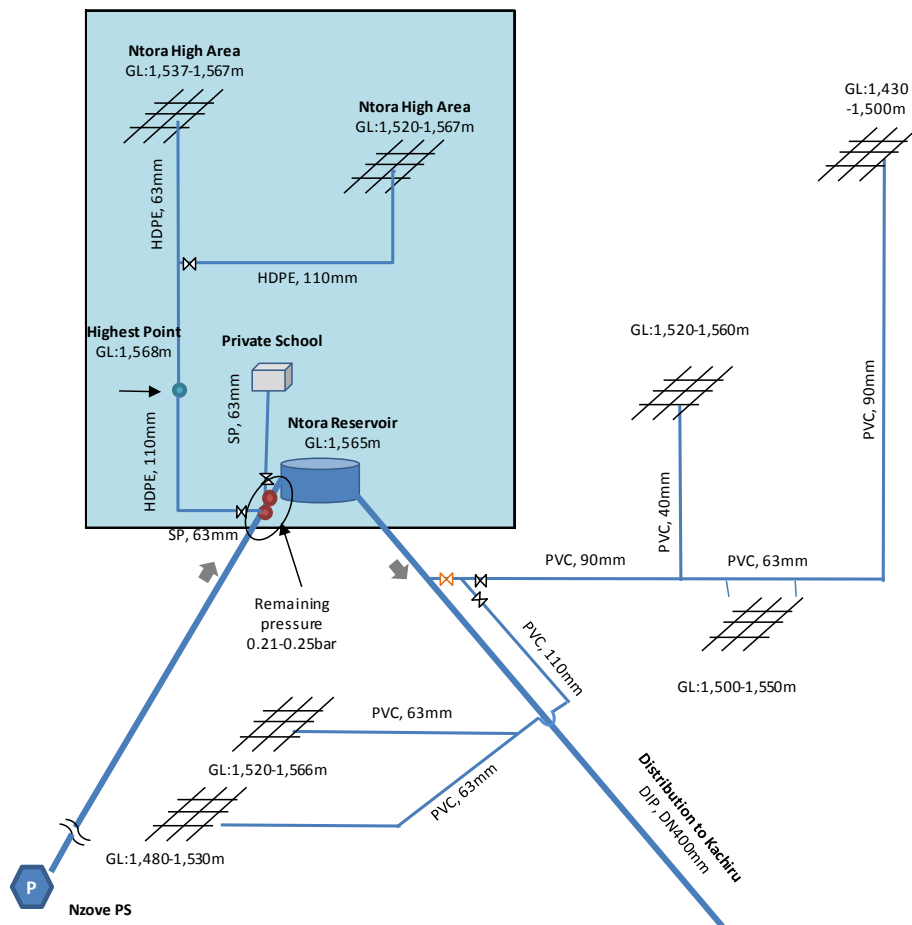 Ntora High Area
GL:1,537-1,567m
Ntora High Area
GL:1,520-1,567m
GL:1,430
-1,500m
HDPE, 63mm
HDPE, 110mm
Highest Point
GL:1,568m
Private School
SP, 63mm
GL:1,520-1,560m
PVC, 90mm
Ntora Reservoir
GL:1,565m
HDPE, 110mm
SP, 63mm
PVC, 40mm
PVC, 90mm
PVC, 63mm
Remaining
pressure
0.21-0.25bar
PVC, 110mm
GL:1,500-1,550m
PVC, 63mm
GL:1,520-1,566m
PVC, 63mm
GL:1,480-1,530m
Distribution to Kachiru
DIP, DN400mm
P
Nzove PS